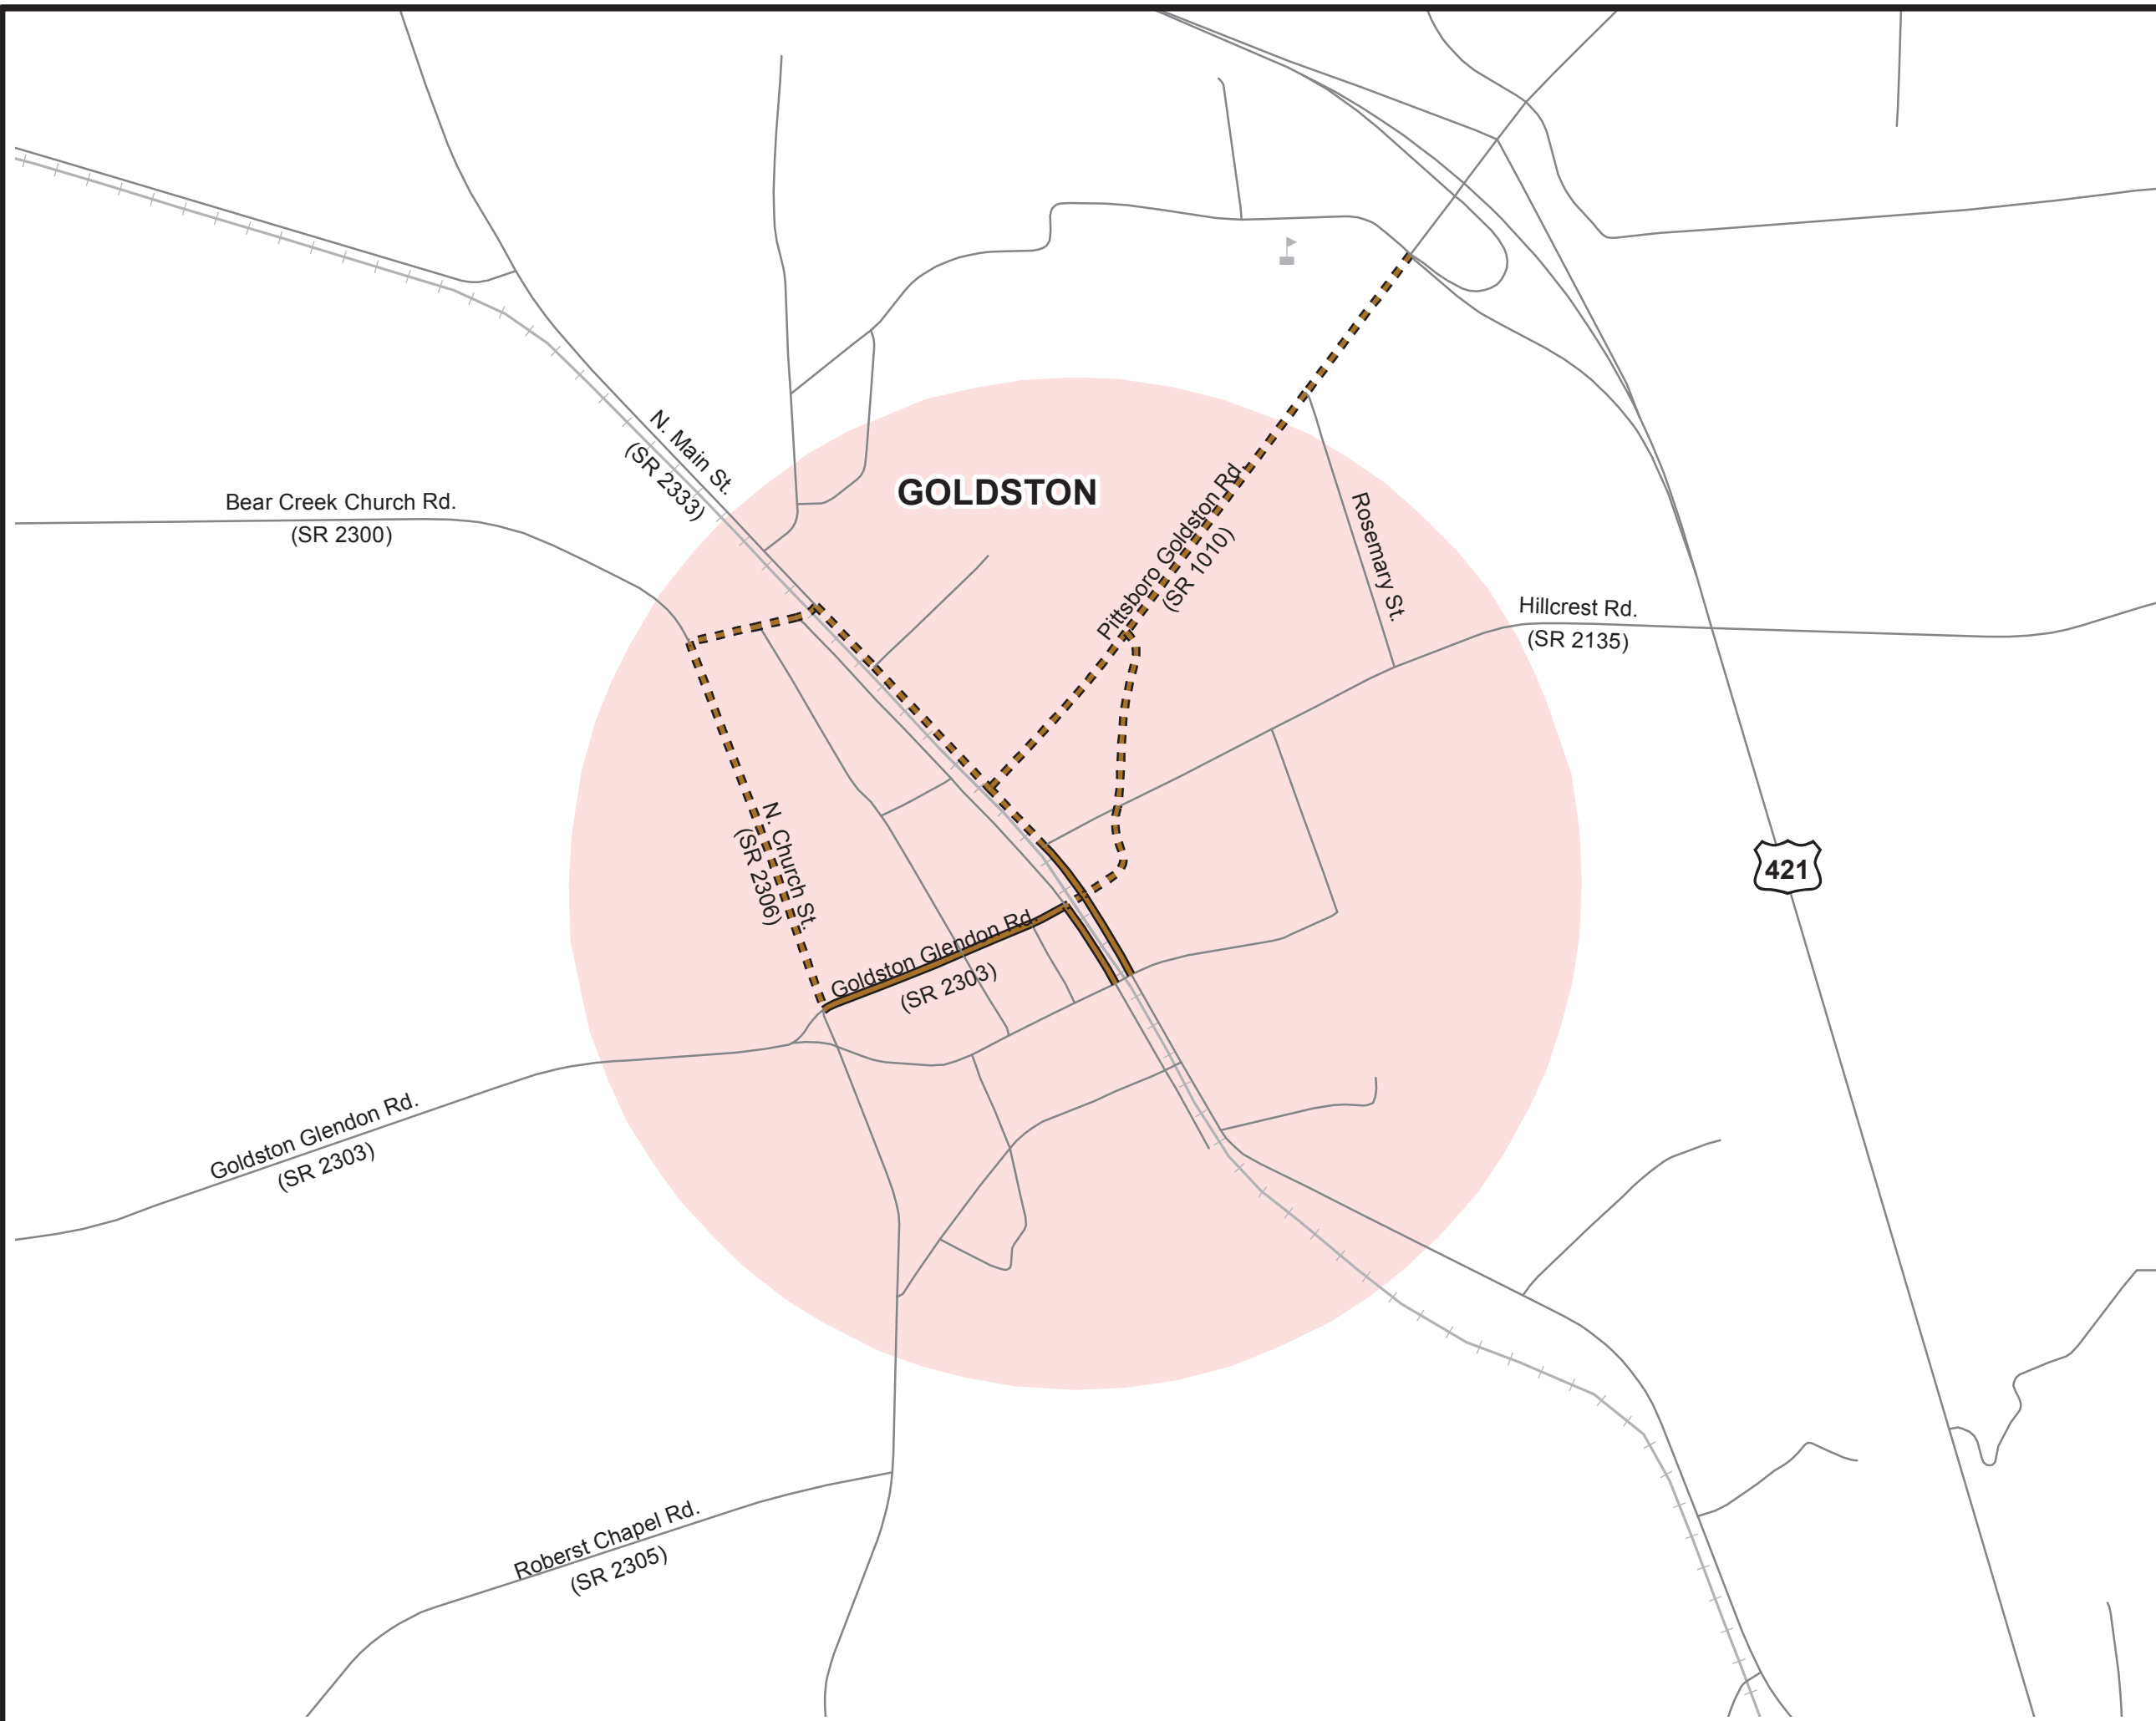 N. Main St.
(SR 2333)
GOLDSTON
Bear Creek Church Rd.
(SR 2300)
Pittsboro Goldston Rd.
(SR 1010)
Rosemary St.
Hillcrest Rd.
(SR 2135)
N. Church St.
(SR 2306)
421
Goldston Glendon Rd.
(SR 2303)
Goldston Glendon Rd.
(SR 2303)
Roberst Chapel Rd.
(SR 2305)